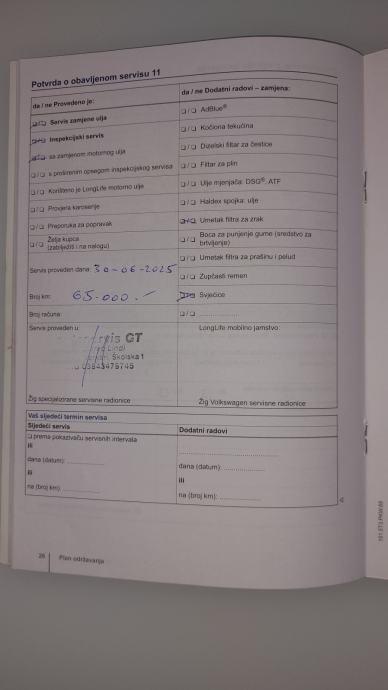 Potvrda o obavljenom servisu 11
da / ne Provedeno je:
da / ne Dodatni radovi – zamjena:
Servis zamjene ulja
❑ / ❑ AdBlue®
Inspekcijski servis
❑ / ❑ Kočiona tekućina
sa zamjenom motornog ulja
❑ / ❑ Dizelski filtar za čestice
❑ / ❑ s proširenim opsegom inspekcijskog servisa
❑ / ❑ Filtar za plin
❑ / ❑ Korišteno je LongLife motorno ulje
❑ / ❑ Ulje mjenjača: DSG®, ATF
❑ / ❑ Provjera karoserije
❑ / ❑ Haldex spojka: ulje
❑ / ❑ Preporuka za popravak
Umetak filtra za zrak
❑ / ❑ Želja kupca
(zabilježiti i na nalogu)
❑ / ❑ Boca za punjenje gume (sredstvo za
brtvljenje)
Servis proveden dana: 30-06-2025
❑ / ❑ Umetak filtra za prašinu i pelud
❑ / ❑ Zupčasti remen
Broj km: 65.000.-
Svjećice
Broj računa:
❑ / ❑ ....................
Servis proveden u:
LongLife mobilno jamstvo:
GT
Školska 1
Žig specijalizirane servisne radionice
Žig Volkswagen servisne radionice
Vaš sljedeći termin servisa
Sljedeći servis
Dodatni radovi
❑ prema pokazivaču servisnih intervala
ili
dana (datum): ....................
dana (datum): ....................
ili
ili
na (broj km): ....................
na (broj km): ....................
26 Plan održavanja